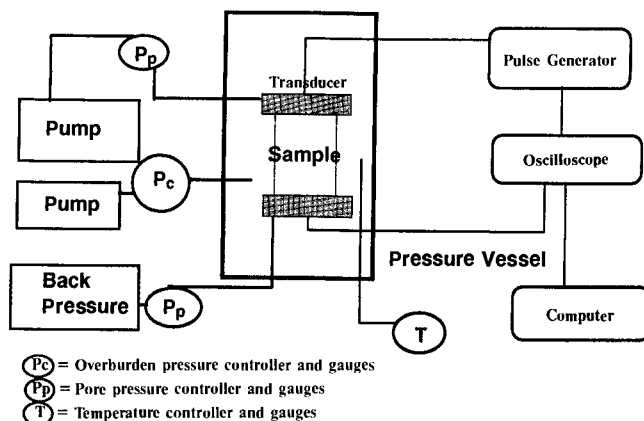 Pp
Transducer
Pulse Generator
Pump
Sample
Oscilloscope
Pc
Pump
Pressure Vessel
Back
Pressure
Pp
T
Computer
Pc = Overburden pressure controller and gauges
Pp = Pore pressure controller and gauges
T = Temperature controller and gauges